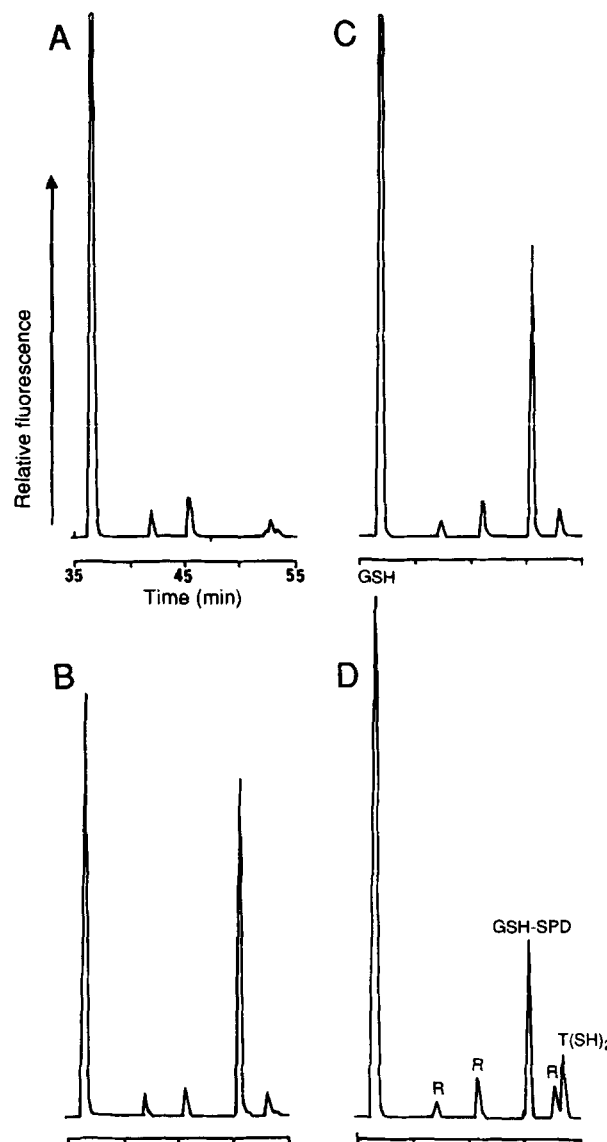 A
C
Relative fluorescence
35
45
55
Time (min)
GSH
B
D
GSH-SPD
T(SH)₂
R
R
R